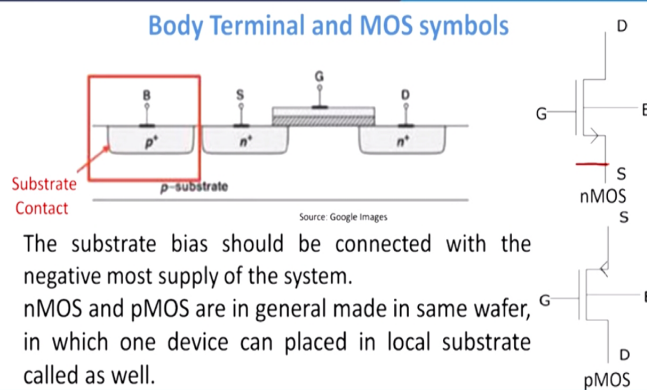 Body Terminal and MOS symbols
B
S
G
D
p+
n+
n+
p-substrate
Substrate
Contact
Source: Google Images
The substrate bias should be connected with the
negative most supply of the system.
nMOS and pMOS are in general made in same wafer,
in which one device can placed in local substrate
called as well.
D
G
S
nMOS
S
G
D
pMOS